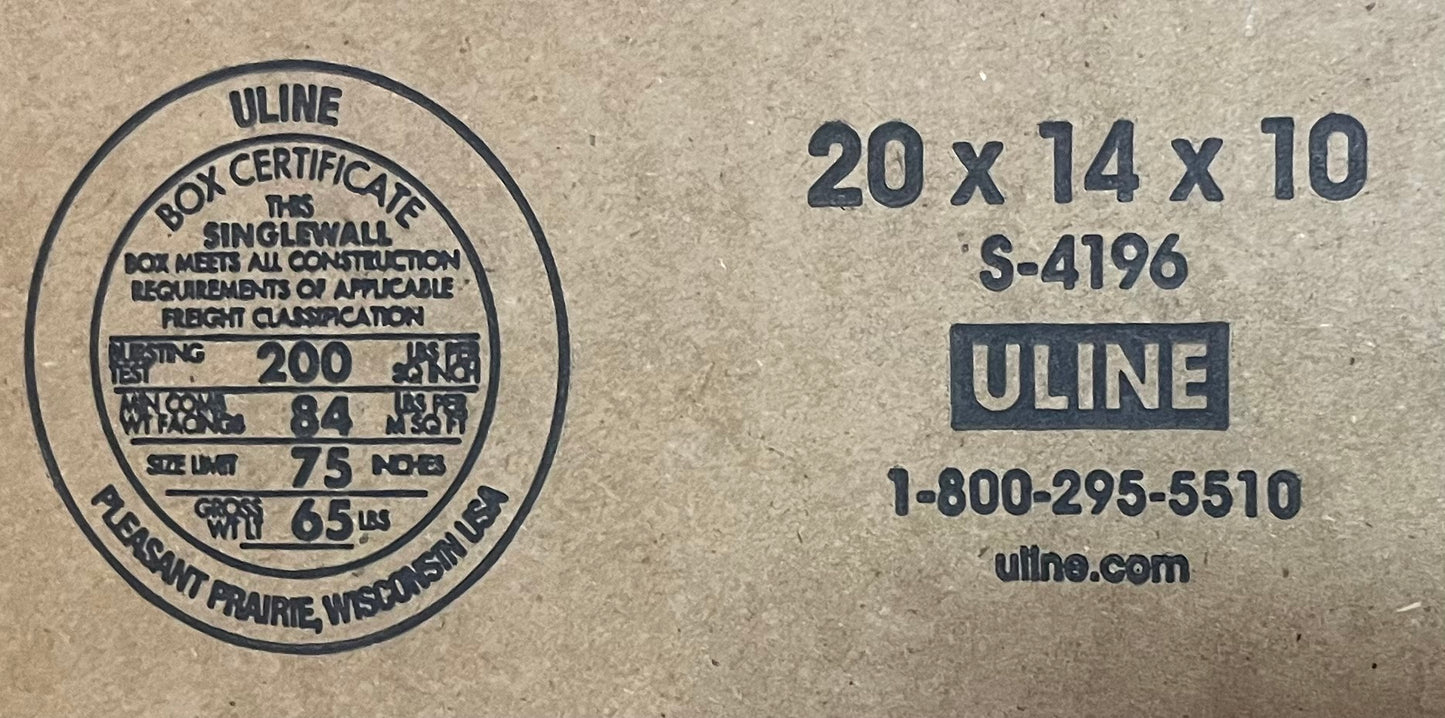 ULINE
BOX CERTIFICATE
THIS
SINGLEWALL
BOX MEETS ALL CONSTRUCTION
REQUIREMENTS OF APPLICABLE
FREIGHT CLASSIFICATION
BURSTING TEST 200 LBS PER SQ INCH
MIN COMB WT FACINGS 84 LBS PER M SQ FT
SIZE LIMIT 75 INCHES
GROSS WT LT 65 LBS
PLEASANT PRAIRIE, WISCONSIN USA
20 x 14 x 10
S-4196
ULINE
1-800-295-5510
uline.com